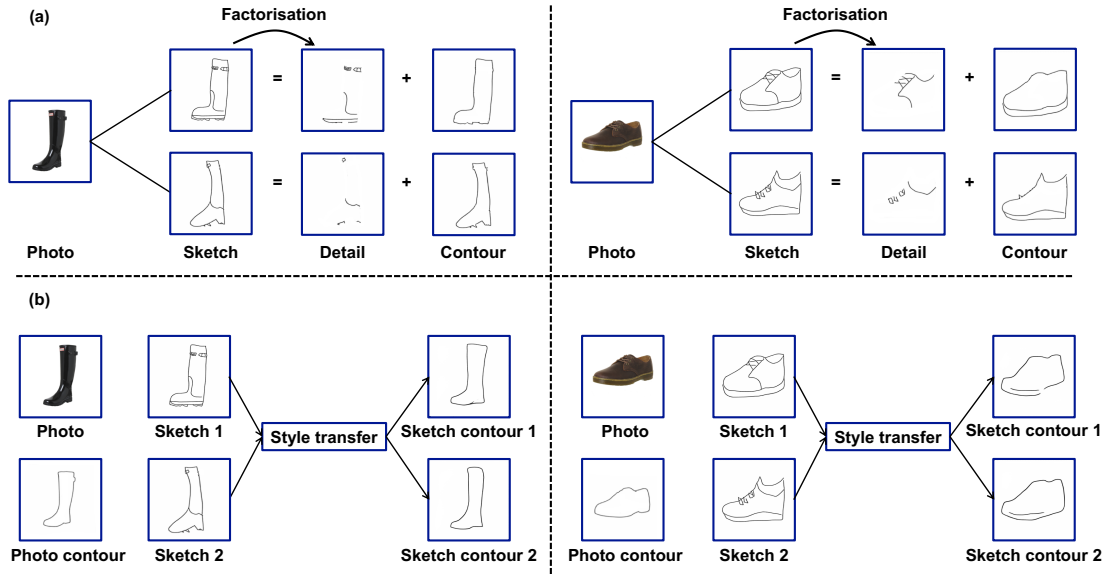 (a)
Factorisation
=
+
=
+
Photo
Sketch
Detail
Contour
Factorisation
=
+
=
+
Photo
Sketch
Detail
Contour
(b)
Photo
Sketch 1
Style transfer
Sketch contour 1
Photo contour
Sketch 2
Sketch contour 2
Photo
Sketch 1
Style transfer
Sketch contour 1
Photo contour
Sketch 2
Sketch contour 2